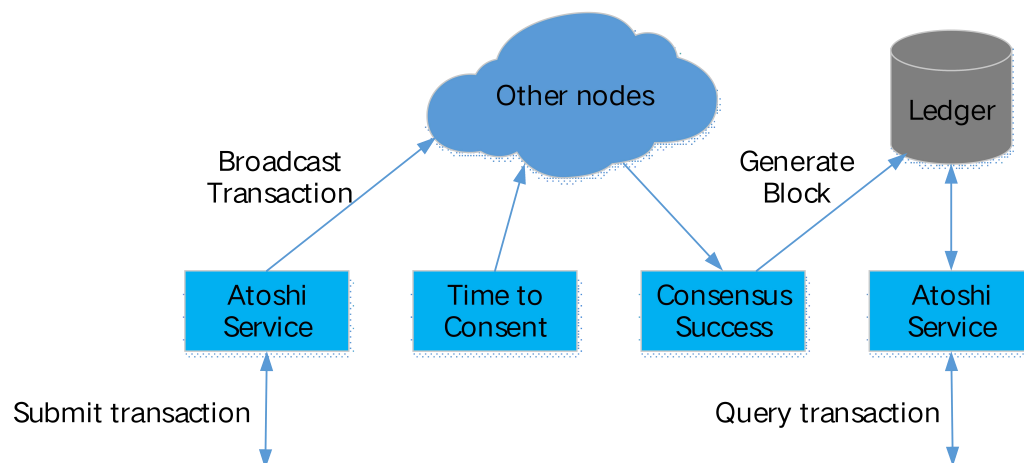 Other nodes
Ledger
Broadcast
Transaction
Generate
Block
Atoshi
Service
Time to
Consent
Consensus
Success
Atoshi
Service
Submit transaction
Query transaction